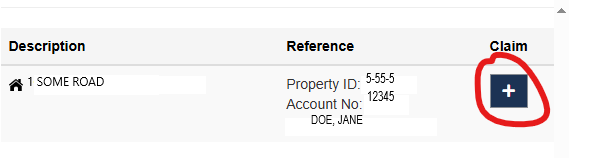 Description Reference Claim
1 SOME ROAD Property ID: 5-55-5 +
Account No: 12345
DOE, JANE